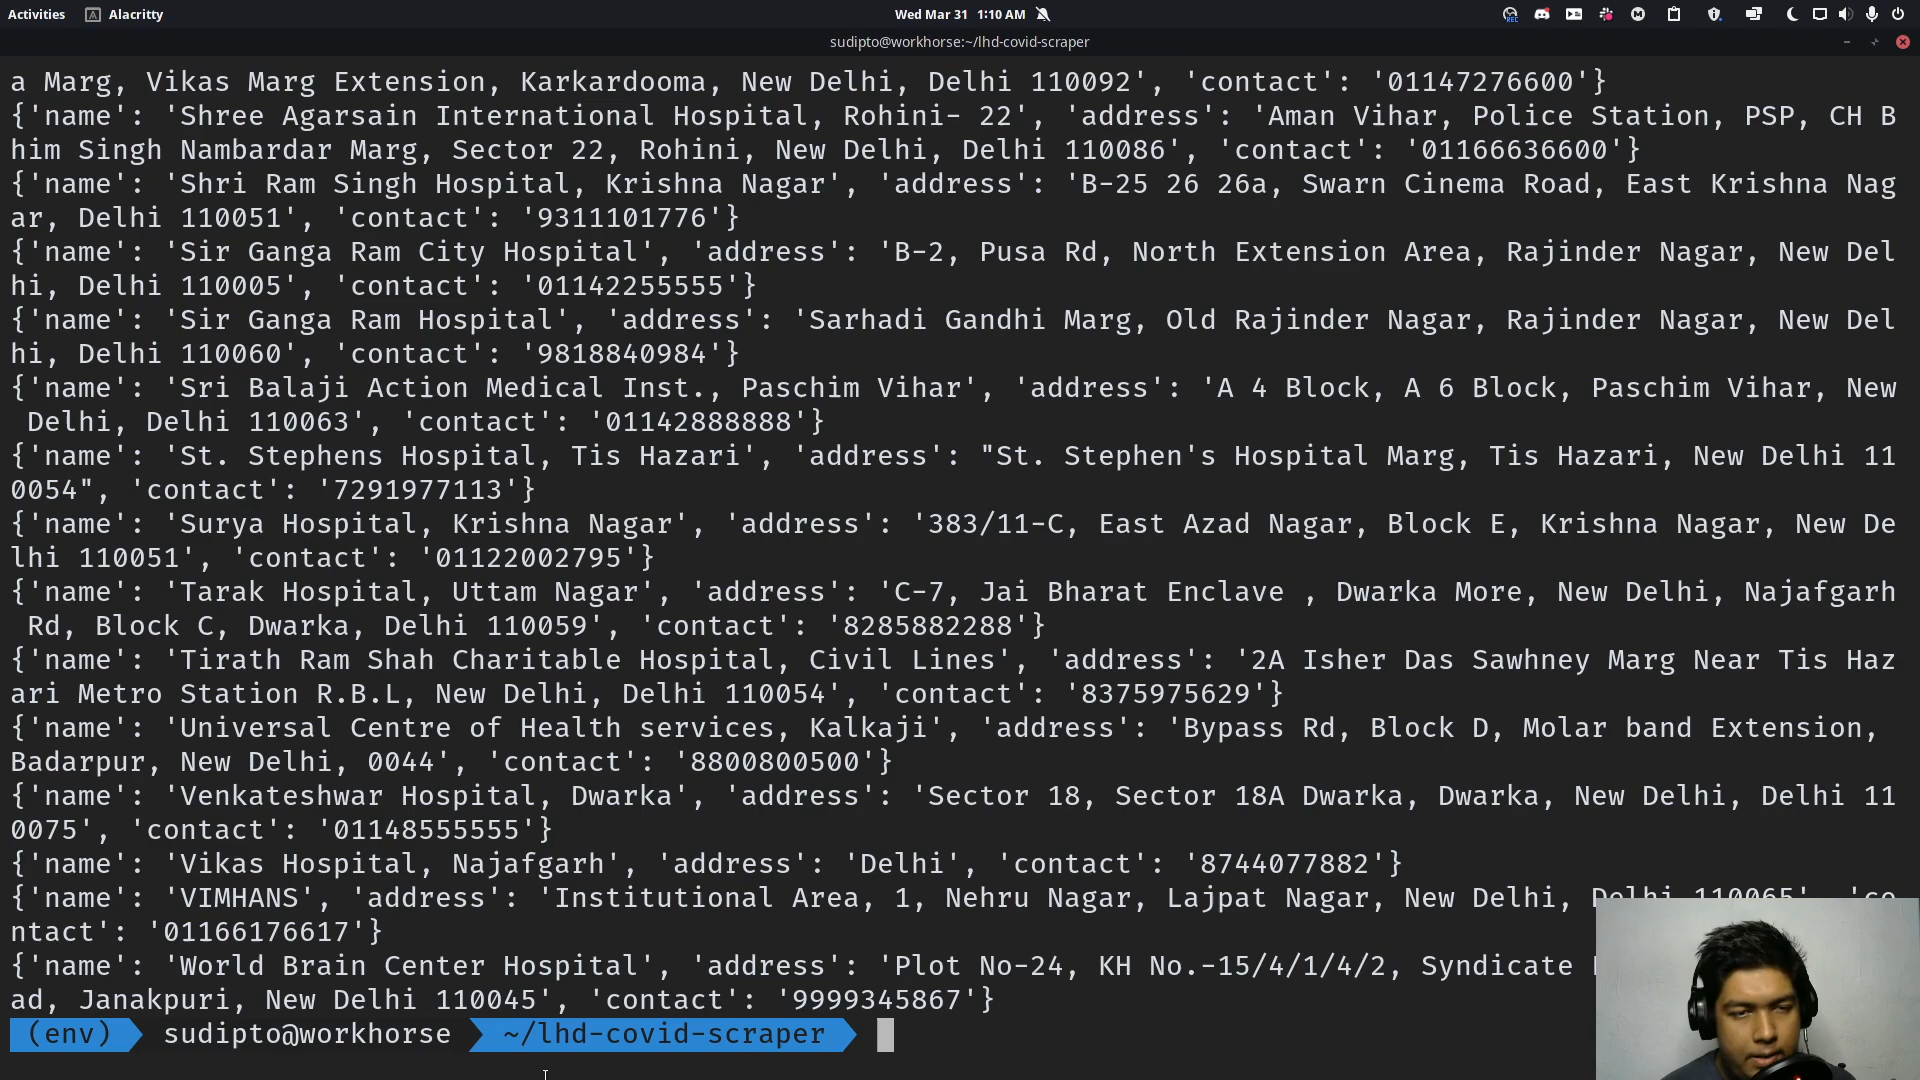 Activities Alacritty Wed Mar 31 1:10 AM
sudipto@workhorse:~/lhd-covid-scraper
a Marg, Vikas Marg Extension, Karkardooma, New Delhi, Delhi 110092', 'contact': '01147276600'}
{'name': 'Shree Agarsain International Hospital, Rohini- 22', 'address': 'Aman Vihar, Police Station, PSP, CH B
him Singh Nambardar Marg, Sector 22, Rohini, New Delhi, Delhi 110086', 'contact': '01166636600'}
{'name': 'Shri Ram Singh Hospital, Krishna Nagar', 'address': 'B-25 26 26a, Swarn Cinema Road, East Krishna Nag
ar, Delhi 110051', 'contact': '9311101776'}
{'name': 'Sir Ganga Ram City Hospital', 'address': 'B-2, Pusa Rd, North Extension Area, Rajinder Nagar, New Del
hi, Delhi 110005', 'contact': '01142255555'}
{'name': 'Sir Ganga Ram Hospital', 'address': 'Sarhadi Gandhi Marg, Old Rajinder Nagar, Rajinder Nagar, New Del
hi, Delhi 110060', 'contact': '9818840984'}
{'name': 'Sri Balaji Action Medical Inst., Paschim Vihar', 'address': 'A 4 Block, A 6 Block, Paschim Vihar, New
 Delhi, Delhi 110063', 'contact': '01142888888'}
{'name': 'St. Stephens Hospital, Tis Hazari', 'address': "St. Stephen's Hospital Marg, Tis Hazari, New Delhi 11
0054", 'contact': '7291977113'}
{'name': 'Surya Hospital, Krishna Nagar', 'address': '383/11-C, East Azad Nagar, Block E, Krishna Nagar, New De
lhi 110051', 'contact': '01122002795'}
{'name': 'Tarak Hospital, Uttam Nagar', 'address': 'C-7, Jai Bharat Enclave , Dwarka More, New Delhi, Najafgarh
 Rd, Block C, Dwarka, Delhi 110059', 'contact': '8285882288'}
{'name': 'Tirath Ram Shah Charitable Hospital, Civil Lines', 'address': '2A Isher Das Sawhney Marg Near Tis Haz
ari Metro Station R.B.L, New Delhi, Delhi 110054', 'contact': '8375975629'}
{'name': 'Universal Centre of Health services, Kalkaji', 'address': 'Bypass Rd, Block D, Molar band Extension,
Badarpur, New Delhi, 0044', 'contact': '8800800500'}
{'name': 'Venkateshwar Hospital, Dwarka', 'address': 'Sector 18, Sector 18A Dwarka, Dwarka, New Delhi, Delhi 11
0075', 'contact': '01148555555'}
{'name': 'Vikas Hospital, Najafgarh', 'address': 'Delhi', 'contact': '8744077882'}
{'name': 'VIMHANS', 'address': 'Institutional Area, 1, Nehru Nagar, Lajpat Nagar, New Delhi, Delhi 110065', 'co
ntact': '01166176617'}
{'name': 'World Brain Center Hospital', 'address': 'Plot No-24, KH No.-15/4/1/4/2, Syndicate
ad, Janakpuri, New Delhi 110045', 'contact': '9999345867'}
(env) sudipto@workhorse ~/lhd-covid-scraper